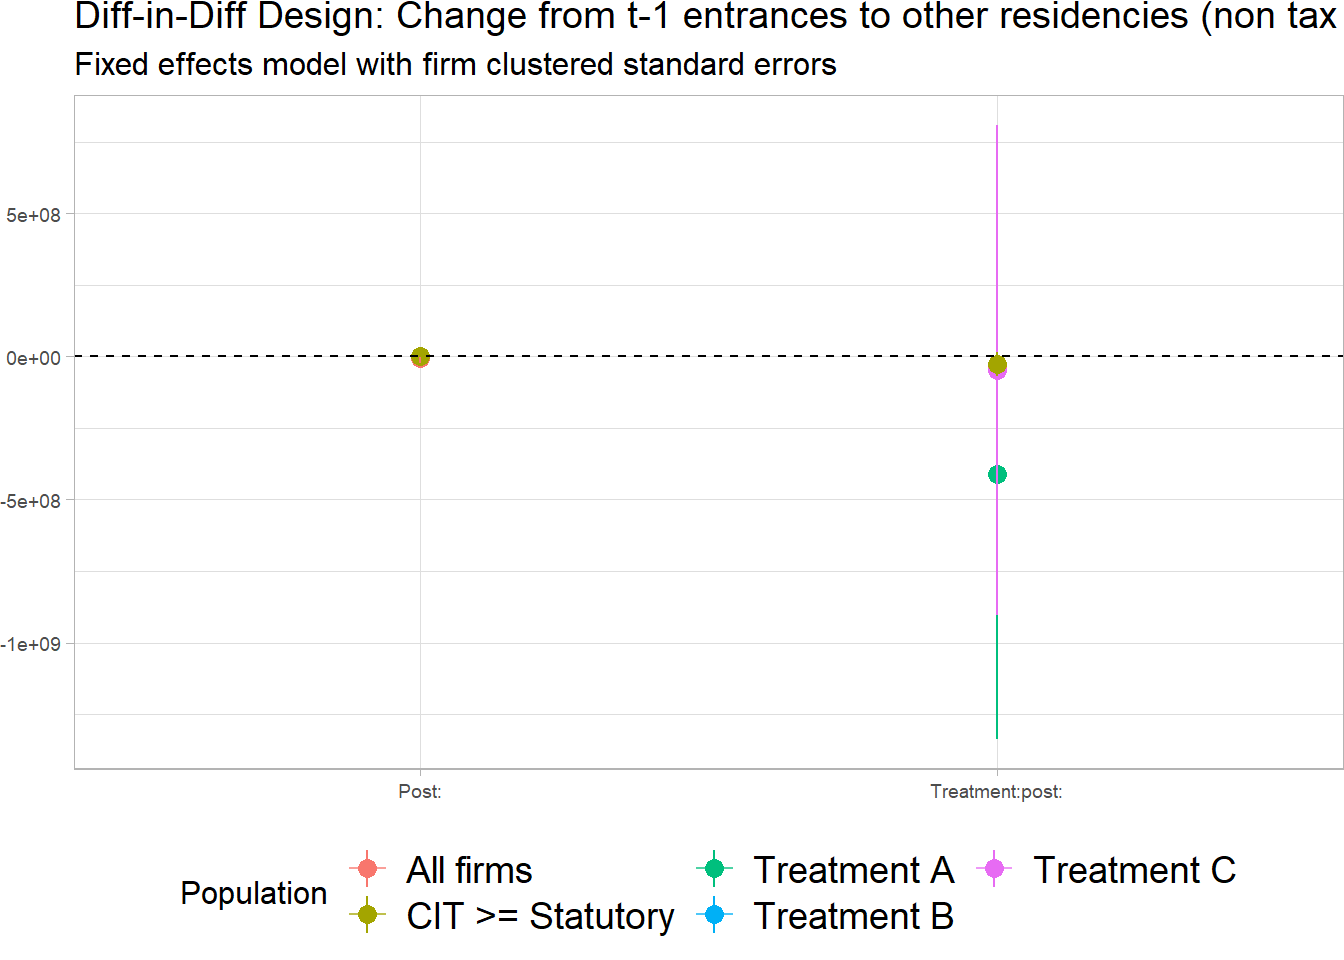 Diff-in-Diff Design: Change from t-1 entrances to other residencies (non tax
Fixed effects model with firm clustered standard errors
5e+08
0e+00
-5e+08
-1e+09
Post:
Treatment:post:
Population
All firms
Treatment A
Treatment C
CIT >= Statutory
Treatment B